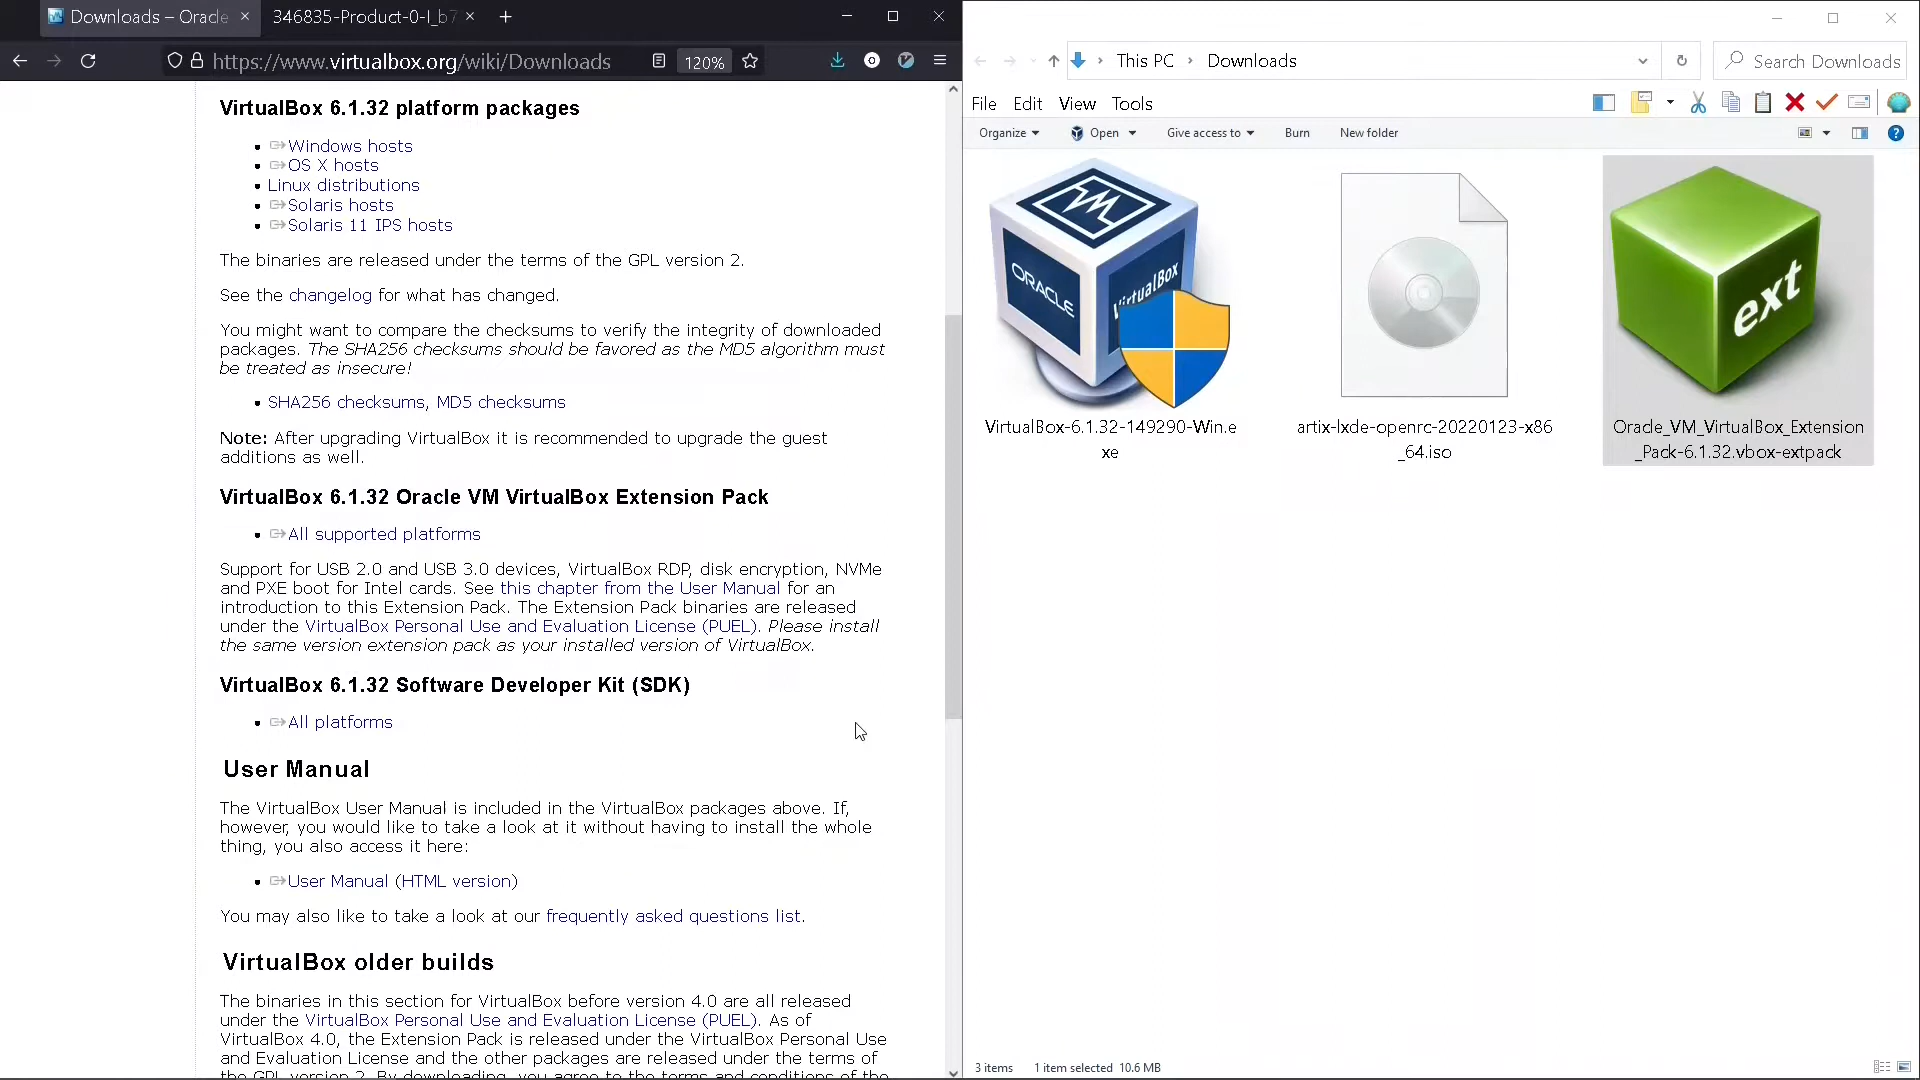 Downloads – Oracle
346835-Product-0-I_b7
https://www.virtualbox.org/wiki/Downloads
120%
VirtualBox 6.1.32 platform packages
Windows hosts
OS X hosts
Linux distributions
Solaris hosts
Solaris 11 IPS hosts
The binaries are released under the terms of the GPL version 2.
See the changelog for what has changed.
You might want to compare the checksums to verify the integrity of downloaded
packages. The SHA256 checksums should be favored as the MD5 algorithm must
be treated as insecure!
SHA256 checksums, MD5 checksums
Note: After upgrading VirtualBox it is recommended to upgrade the guest
additions as well.
VirtualBox 6.1.32 Oracle VM VirtualBox Extension Pack
All supported platforms
Support for USB 2.0 and USB 3.0 devices, VirtualBox RDP, disk encryption, NVMe
and PXE boot for Intel cards. See this chapter from the User Manual for an
introduction to this Extension Pack. The Extension Pack binaries are released
under the VirtualBox Personal Use and Evaluation License (PUEL). Please install
the same version extension pack as your installed version of VirtualBox.
VirtualBox 6.1.32 Software Developer Kit (SDK)
All platforms
User Manual
The VirtualBox User Manual is included in the VirtualBox packages above. If,
however, you would like to take a look at it without having to install the whole
thing, you also access it here:
User Manual (HTML version)
You may also like to take a look at our frequently asked questions list.
VirtualBox older builds
The binaries in this section for VirtualBox before version 4.0 are all released
under the VirtualBox Personal Use and Evaluation License (PUEL). As of
VirtualBox 4.0, the Extension Pack is released under the VirtualBox Personal Use
and Evaluation License and the other packages are released under the terms of
the GPL version 2. By downloading, you agree to the terms and conditions of the
This PC
Downloads
Search Downloads
File
Edit
View
Tools
Organize
Open
Give access to
Burn
New folder
ORACLE
VirtualBox
ext
VirtualBox-6.1.32-149290-Win.e
xe
artix-lxde-openrc-20220123-x86
_64.iso
Oracle_VM_VirtualBox_Extension
_Pack-6.1.32.vbox-extpack
3 items
1 item selected 10.6 MB